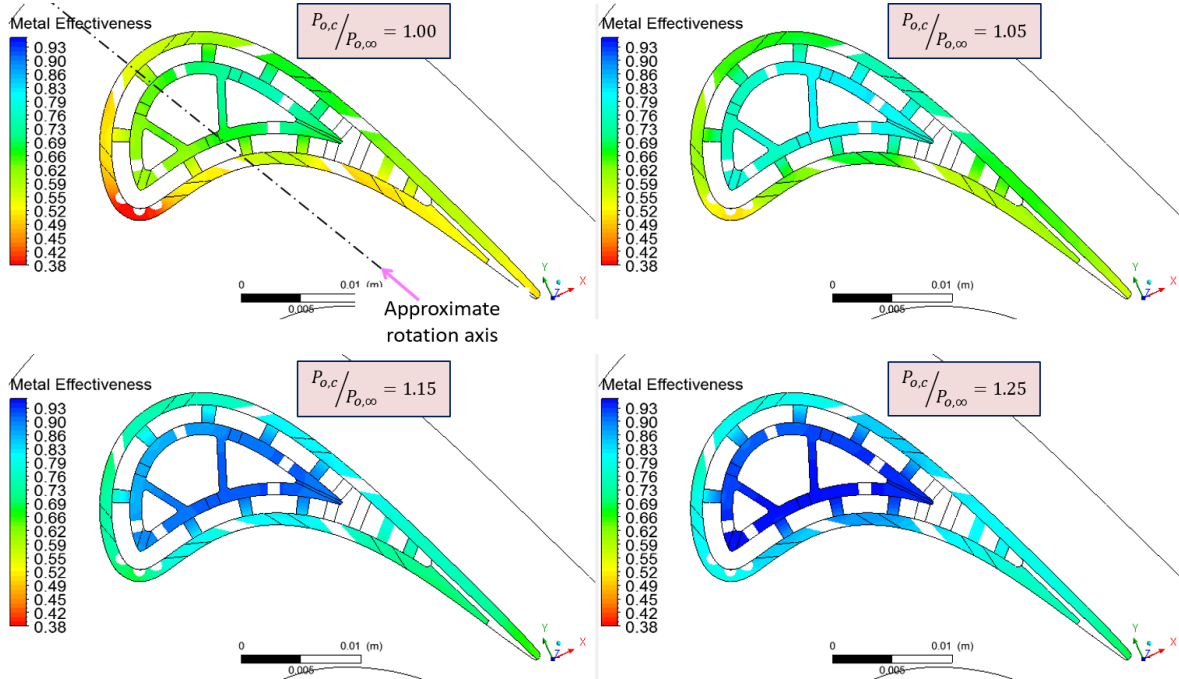 Metal Effectiveness
0.93
0.90
0.86
0.83
0.79
0.76
0.73
0.69
0.66
0.62
0.59
0.55
0.52
0.49
0.45
0.42
0.38
P_{o,c}/P_{o,∞} = 1.00
0
0.01 (m)
0.005
Y
X
Z
Approximate
rotation axis
Metal Effectiveness
0.93
0.90
0.86
0.83
0.79
0.76
0.73
0.69
0.66
0.62
0.59
0.55
0.52
0.49
0.45
0.42
0.38
P_{o,c}/P_{o,∞} = 1.05
0
0.01 (m)
0.005
Y
X
Z
Metal Effectiveness
0.93
0.90
0.86
0.83
0.79
0.76
0.73
0.69
0.66
0.62
0.59
0.55
0.52
0.49
0.45
0.42
0.38
P_{o,c}/P_{o,∞} = 1.15
0
0.01 (m)
0.005
Y
X
Z
Metal Effectiveness
0.93
0.90
0.86
0.83
0.79
0.76
0.73
0.69
0.66
0.62
0.59
0.55
0.52
0.49
0.45
0.42
0.38
P_{o,c}/P_{o,∞} = 1.25
0
0.01 (m)
0.005
Y
X
Z